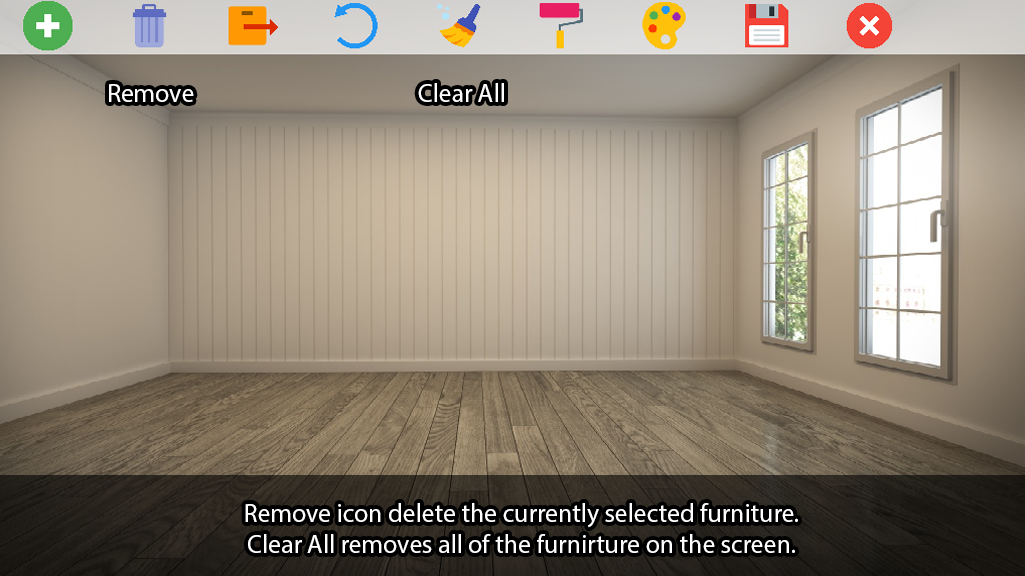 Remove
Clear All
Remove icon delete the currently selected furniture.
Clear All removes all of the furnirture on the screen.